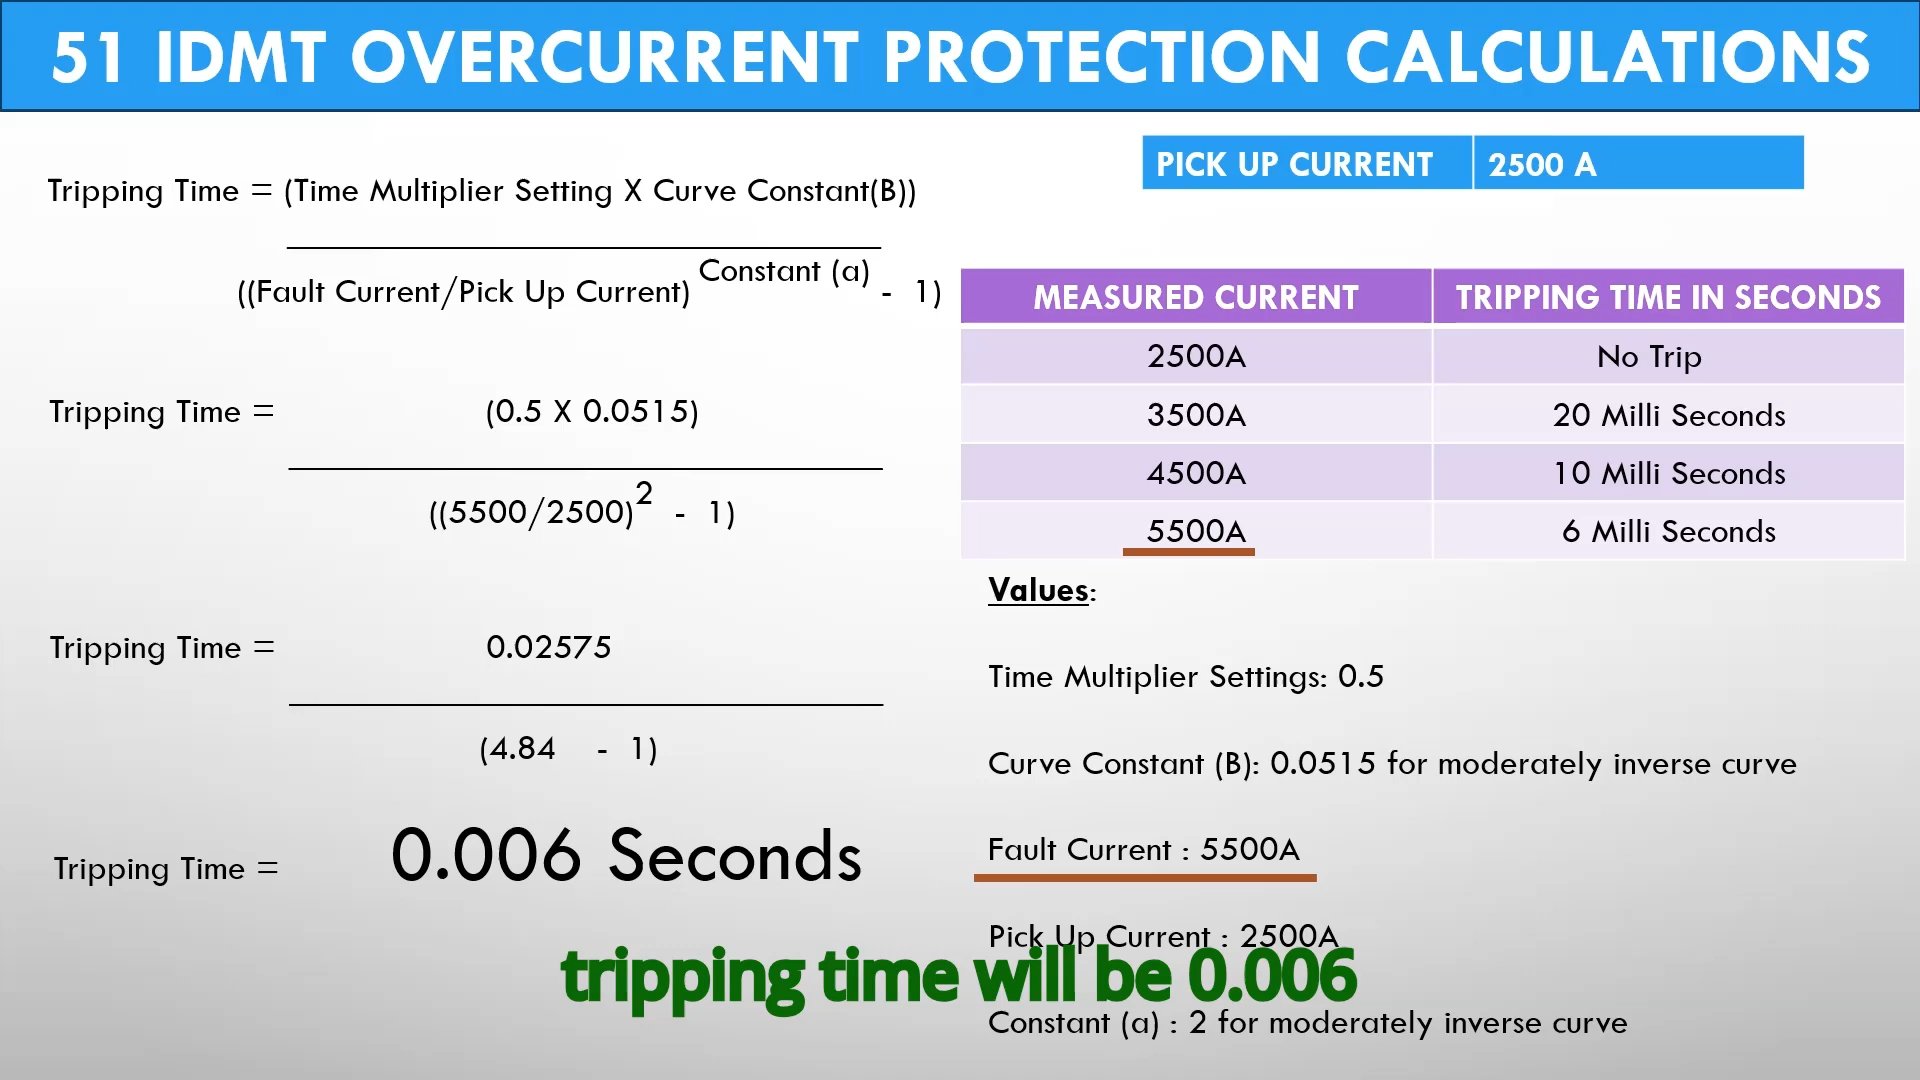 51 IDMT OVERCURRENT PROTECTION CALCULATIONS
PICK UP CURRENT 2500 A
Tripping Time = (Time Multiplier Setting X Curve Constant(B))
((Fault Current/Pick Up Current) Constant (a) - 1)
Tripping Time = (0.5 X 0.0515)
((5500/2500)2 - 1)
Tripping Time = 0.02575
(4.84 - 1)
Tripping Time = 0.006 Seconds
MEASURED CURRENT TRIPPING TIME IN SECONDS
2500A No Trip
3500A 20 Milli Seconds
4500A 10 Milli Seconds
5500A 6 Milli Seconds
Values:
Time Multiplier Settings: 0.5
Curve Constant (B): 0.0515 for moderately inverse curve
Fault Current : 5500A
Pick Up Current : 2500A
tripping time will be 0.006
Constant (a) : 2 for moderately inverse curve